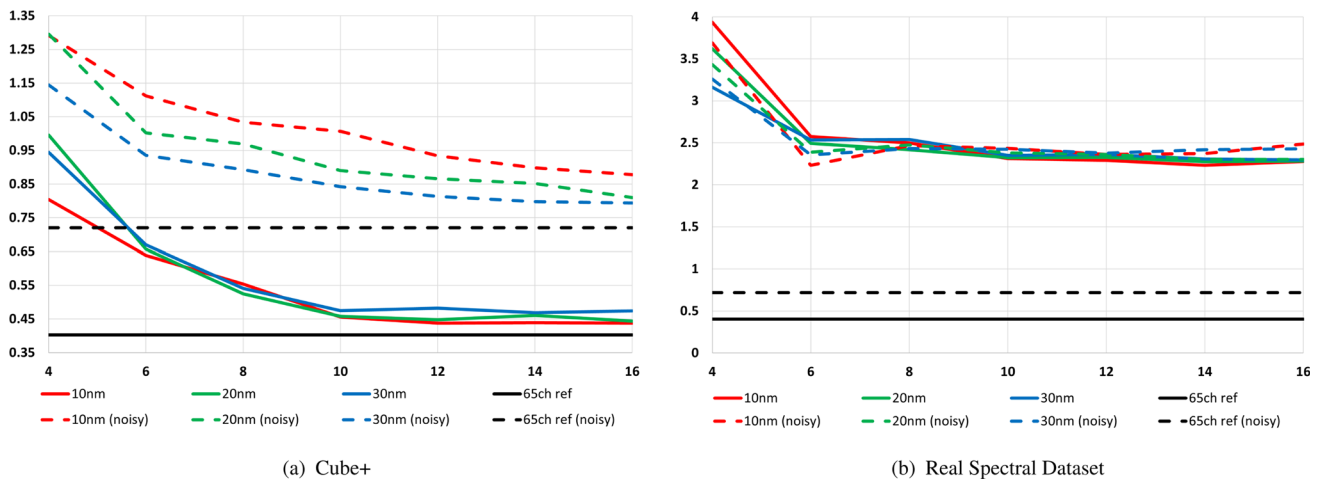 1.35
1.25
1.15
1.05
0.95
0.85
0.75
0.65
0.55
0.45
0.35
4 6 8 10 12 14 16
10nm 20nm 30nm 65ch ref
10nm (noisy) 20nm (noisy) 30nm (noisy) 65ch ref (noisy)
(a) Cube+
4
3.5
3
2.5
2
1.5
1
0.5
0
4 6 8 10 12 14 16
10nm 20nm 30nm 65ch ref
10nm (noisy) 20nm (noisy) 30nm (noisy) 65ch ref (noisy)
(b) Real Spectral Dataset